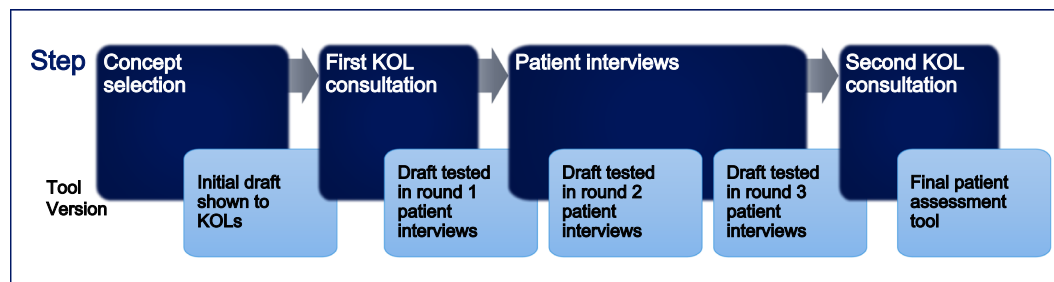 Step
Concept
selection
First KOL
consultation
Patient interviews
Second KOL
consultation
Tool
Version
Initial draft
shown to
KOLs
Draft tested
in round 1
patient
interviews
Draft tested
in round 2
patient
interviews
Draft tested
in round 3
patient
interviews
Final patient
assessment
tool